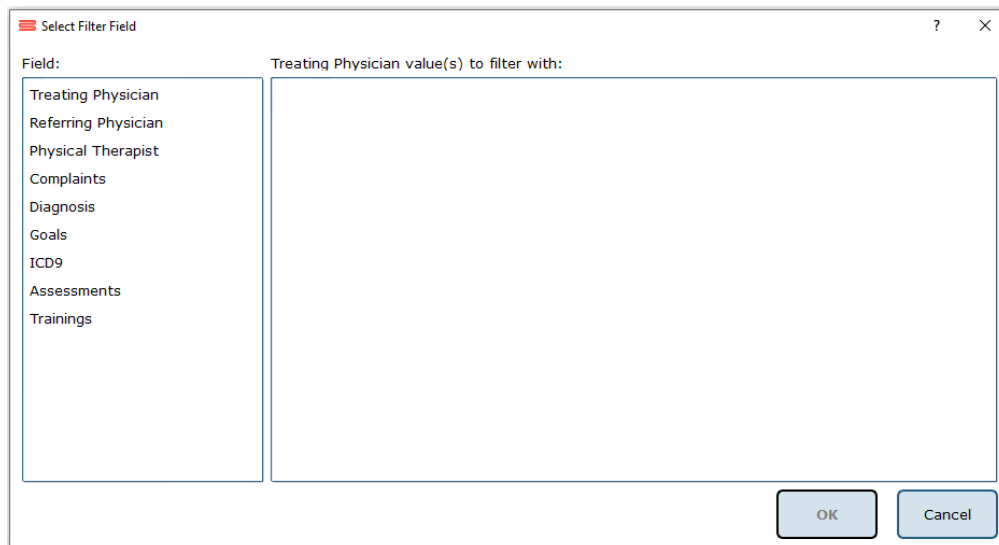 Select Filter Field
?
Field:
Treating Physician value(s) to filter with:
Treating Physician
Referring Physician
Physical Therapist
Complaints
Diagnosis
Goals
ICD9
Assessments
Trainings
OK
Cancel